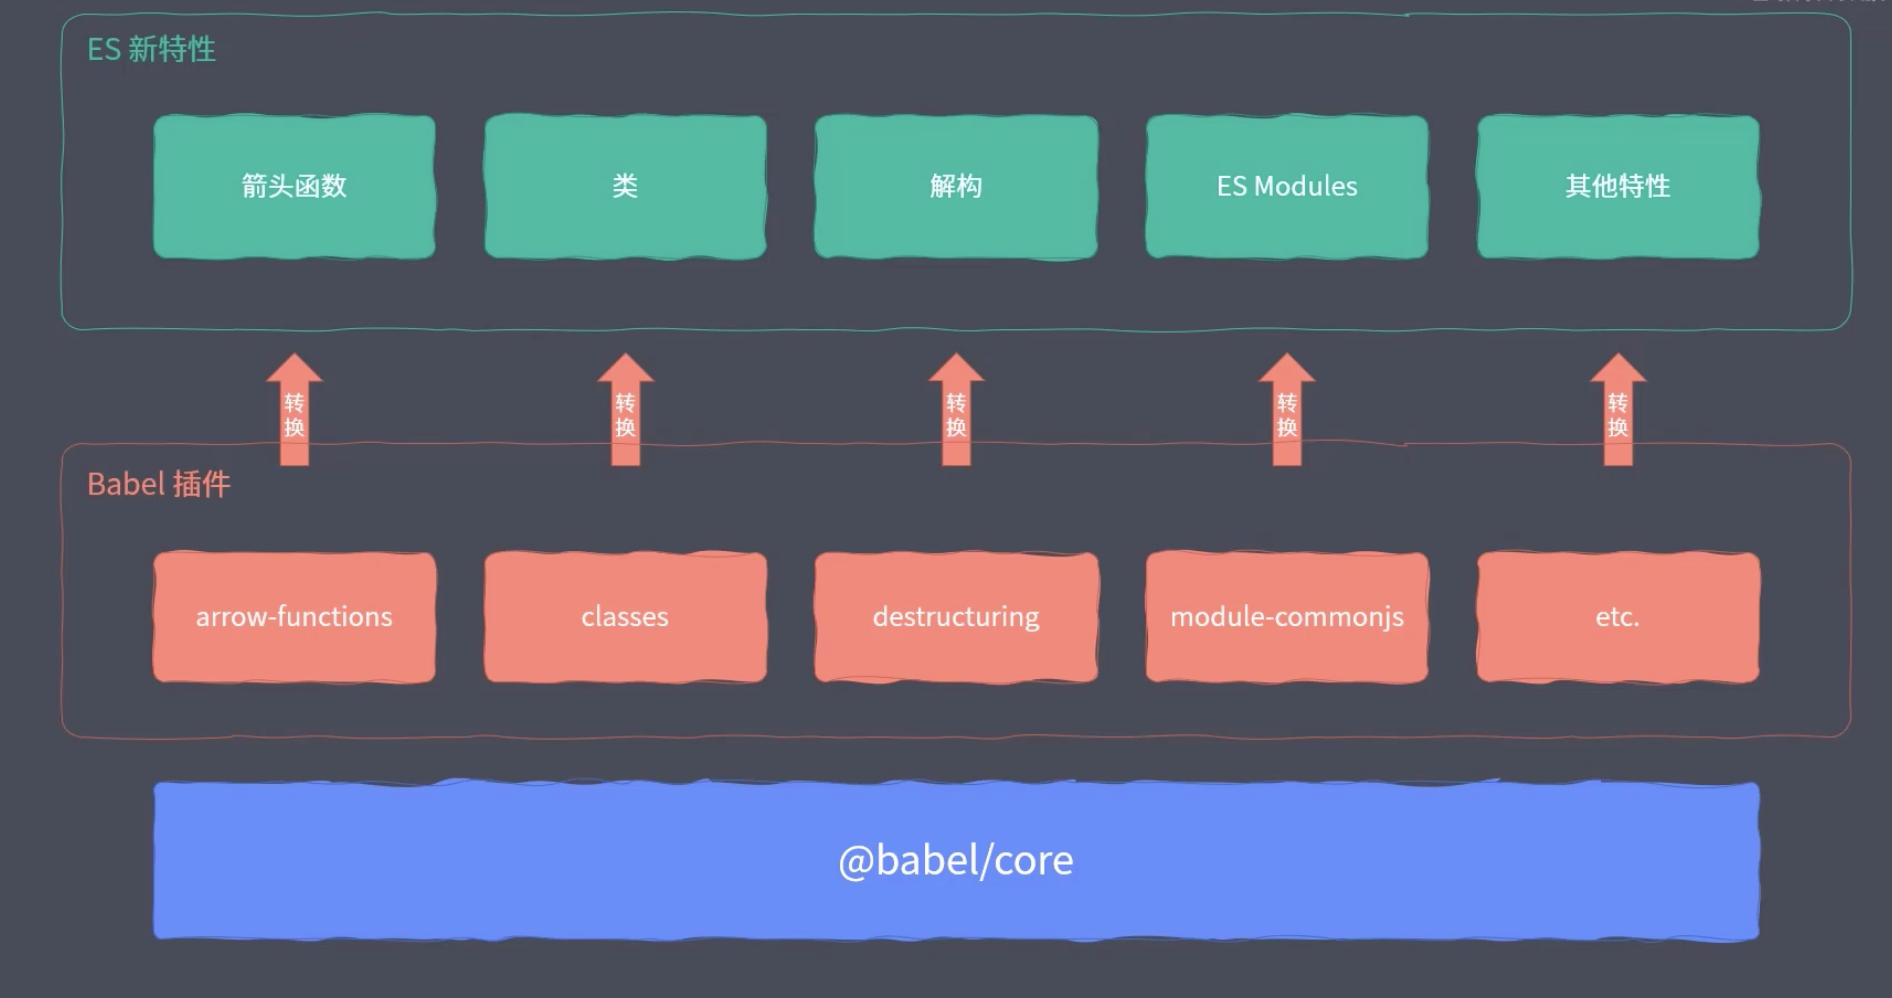 ES 新特性
箭头函数
类
解构
ES Modules
其他特性
转
换
转
换
转
换
转
换
转
换
Babel 插件
arrow-functions
classes
destructuring
module-commonjs
etc.
@babel/core